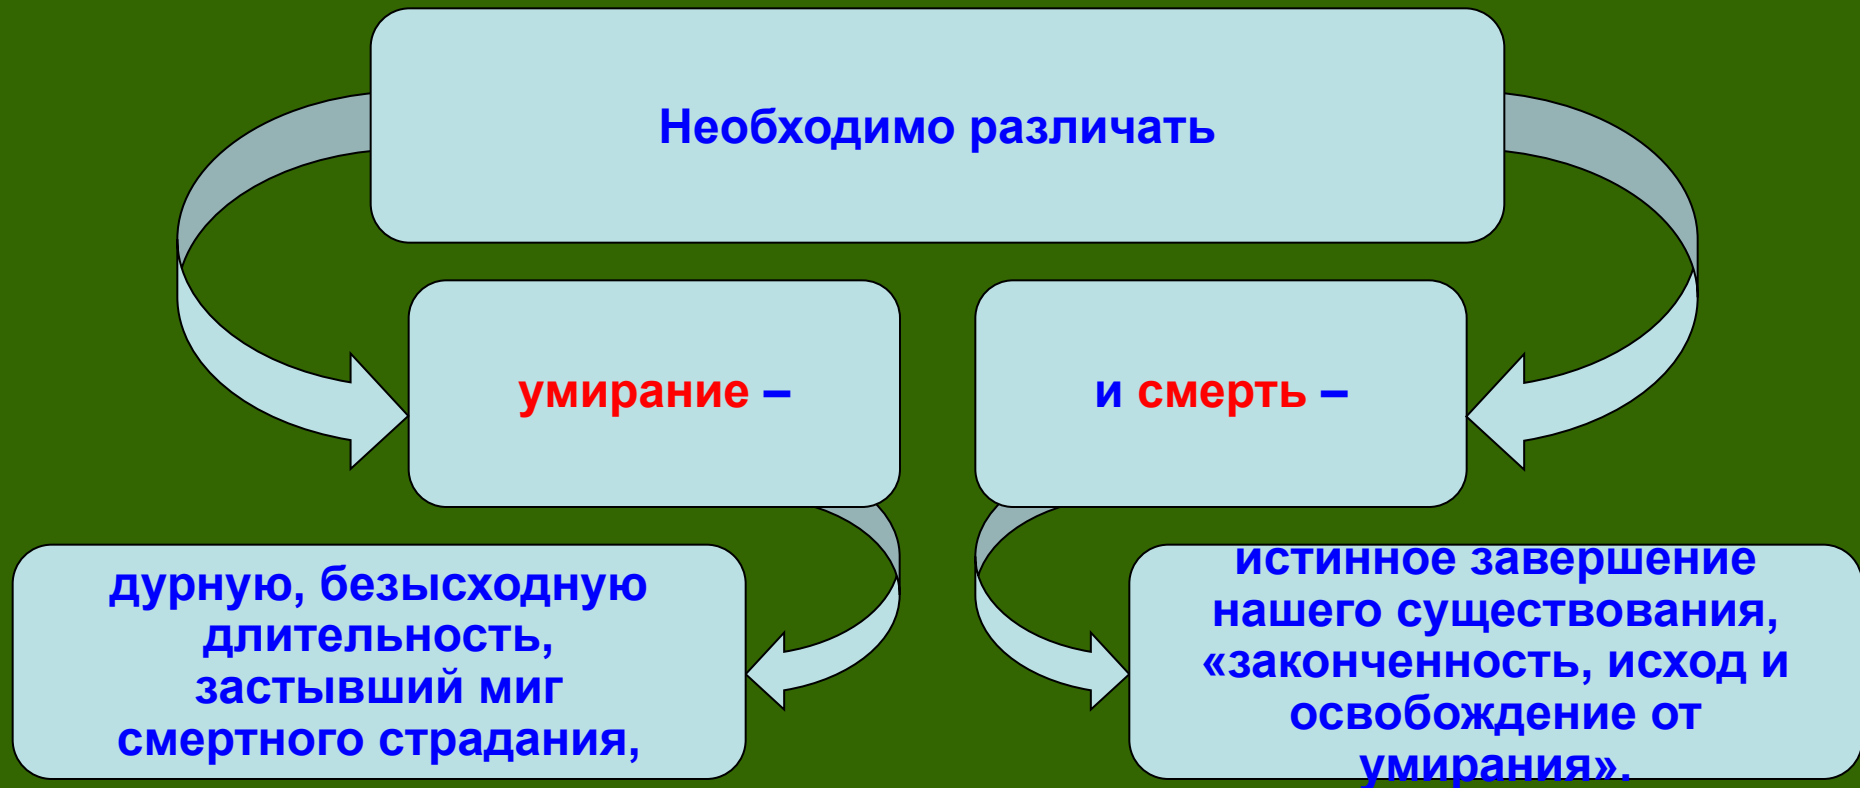 Необходимо различать
умирание –
и смерть –
дурную, безысходную
длительность,
застывший миг
смертного страдания,
истинное завершение
нашего существования,
«законченность, исход и
освобождение от
умирания».